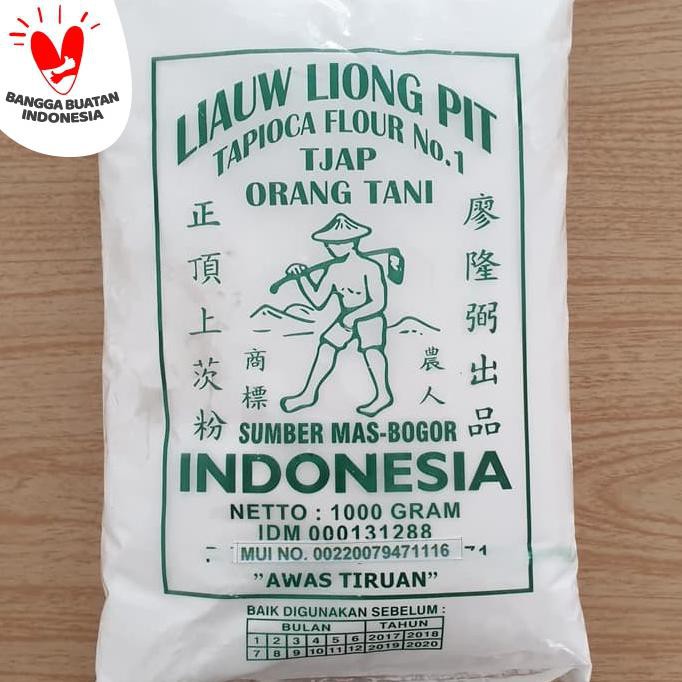 BANGGA BUATAN
INDONESIA
LIAUW LIONG PIT
TAPIOCA FLOUR No.1
TJAP
ORANG TANI
正頂上茨粉
廖隆弼出品
商標
農人
SUMBER MAS-BOGOR
INDONESIA
NETTO : 1000 GRAM
IDM 000131288
MUI NO. 00220079471116 71
"AWAS TIRUAN"
BAIK DIGUNAKAN SEBELUM :
BULAN TAHUN
1 2 3 4 5 6 2017 2018
7 8 9 10 11 12 2019 2020